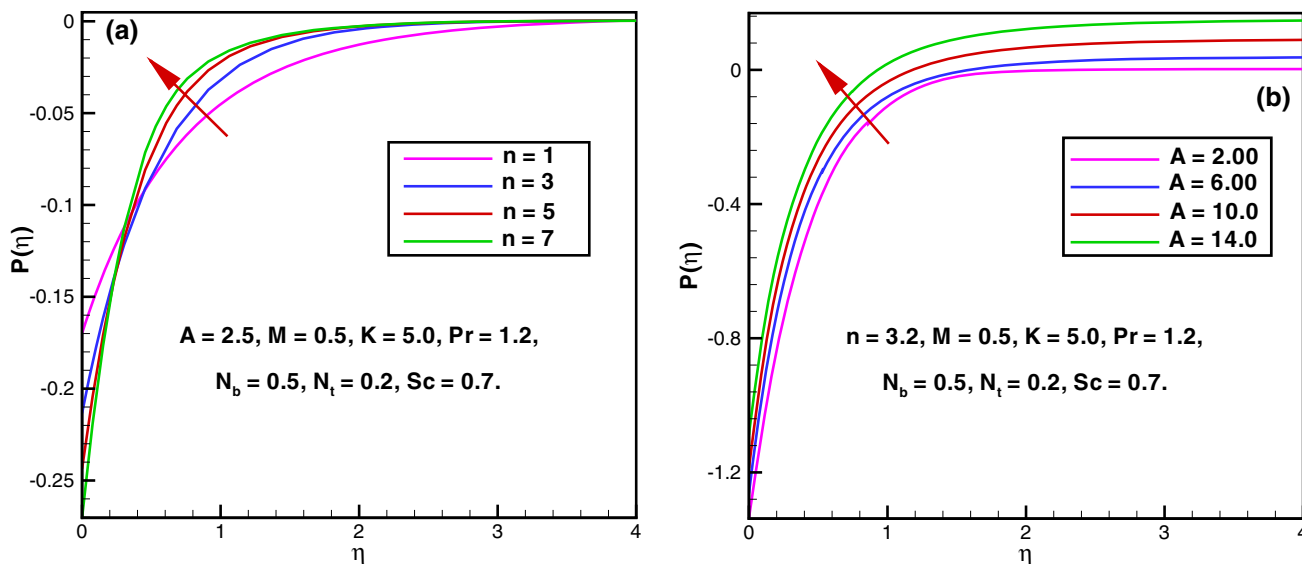 (a)
0
-0.05
-0.1
-0.15
-0.2
-0.25
P(η)
n = 1
n = 3
n = 5
n = 7
A = 2.5, M = 0.5, K = 5.0, Pr = 1.2,
N_b = 0.5, N_t = 0.2, Sc = 0.7.
0 1 2 3 4
η
(b)
0
-0.4
-0.8
-1.2
P(η)
A = 2.00
A = 6.00
A = 10.0
A = 14.0
n = 3.2, M = 0.5, K = 5.0, Pr = 1.2,
N_b = 0.5, N_t = 0.2, Sc = 0.7.
0 1 2 3 4
η